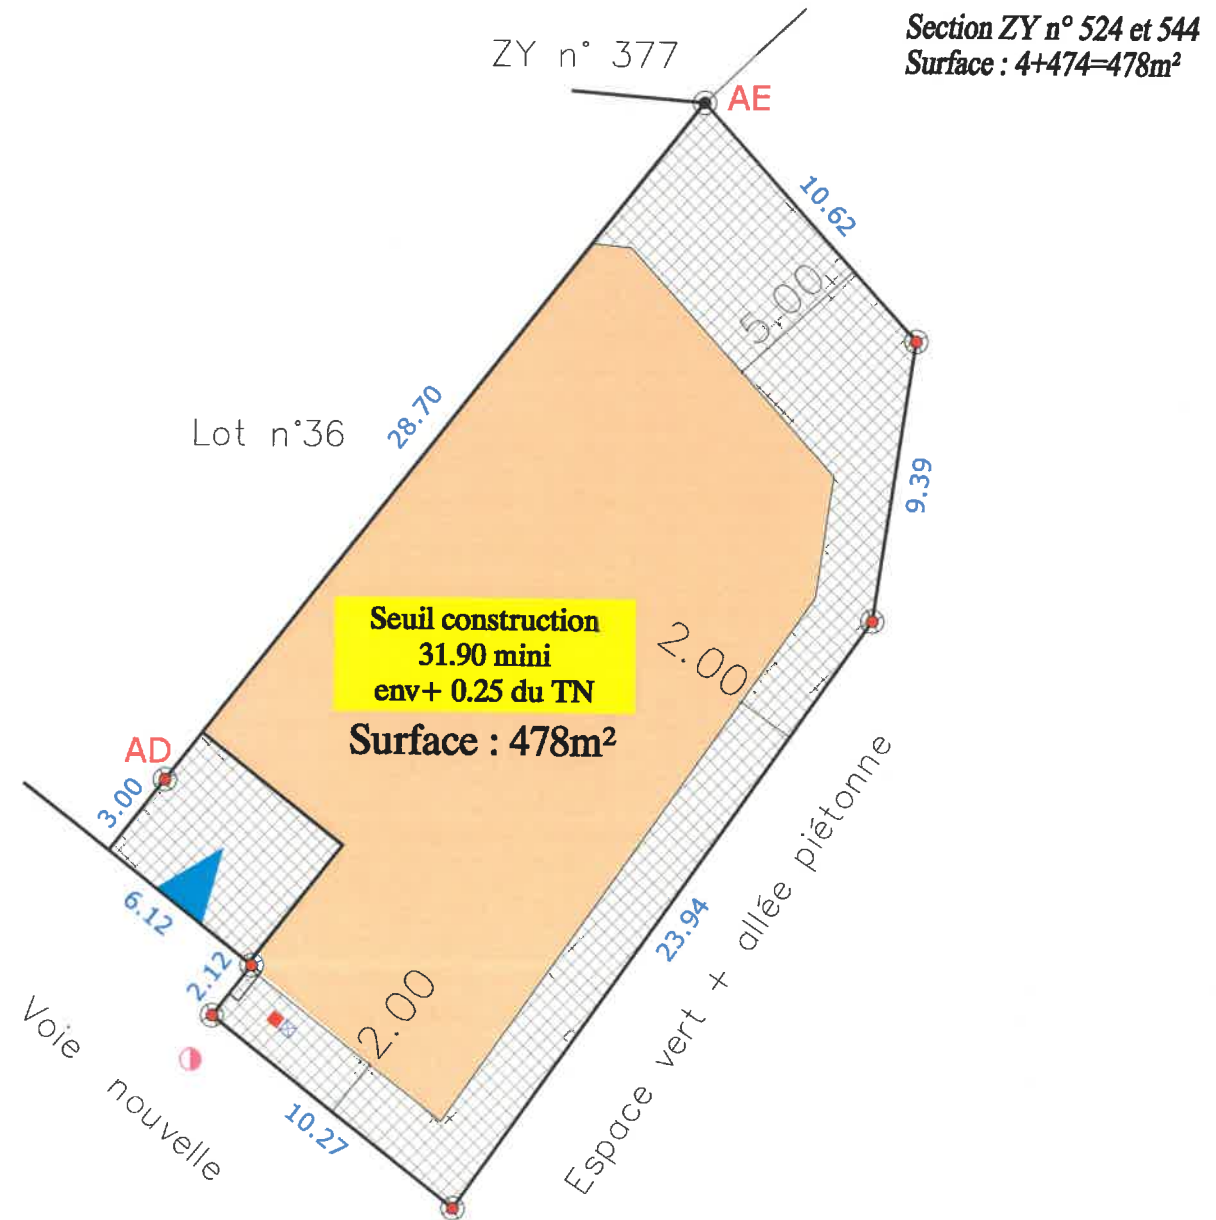 Section ZY n° 524 et 544
Surface : 4+474=478m²
ZY n° 377
AE
10.62
5.00
Lot n°36
28.70
9.39
Seuil construction
31.90 mini
env+ 0.25 du TN
Surface : 478m²
2.00
AD
3.00
6.12
2.12
2.00
23.94
10.27
Voie nouvelle
Espace vert + allée piétonne